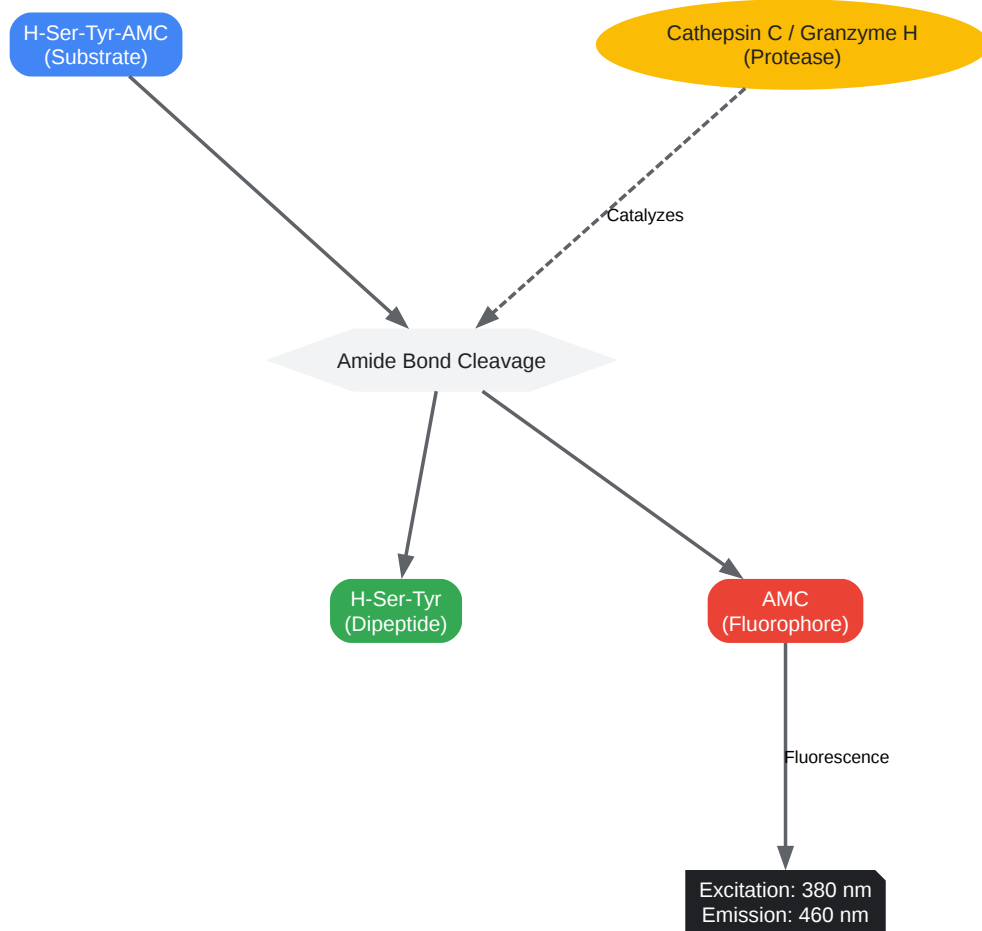 H-Ser-Tyr-AMC
(Substrate)
Cathepsin C / Granzyme H
(Protease)
Catalyzes
Amide Bond Cleavage
H-Ser-Tyr
(Dipeptide)
AMC
(Fluorophore)
Fluorescence
Excitation: 380 nm
Emission: 460 nm